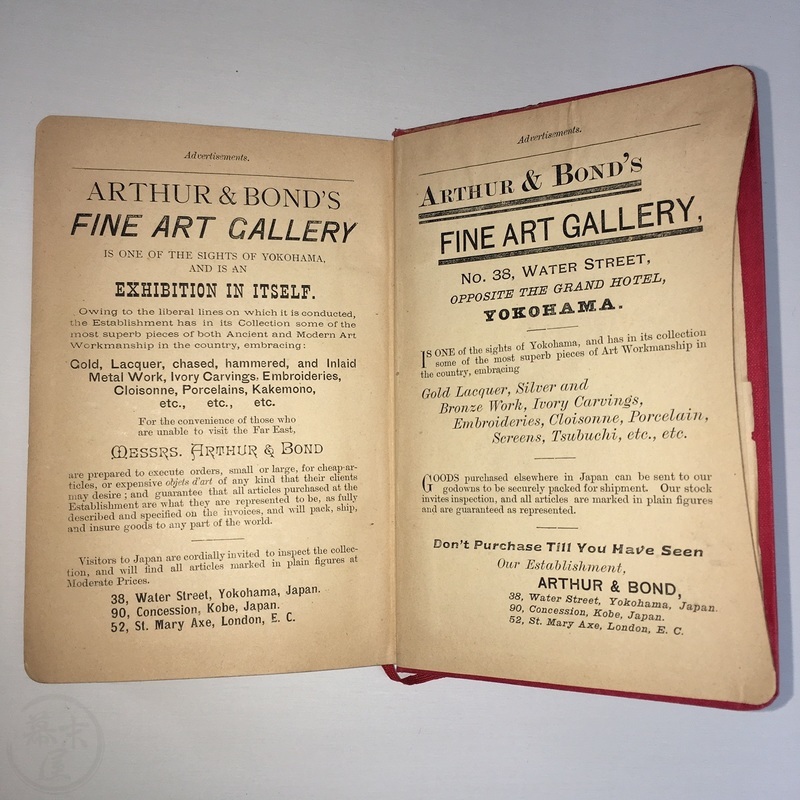 Advertisements.
ARTHUR & BOND'S
FINE ART GALLERY
IS ONE OF THE SIGHTS OF YOKOHAMA,
AND IS AN
EXHIBITION IN ITSELF.
Owing to the liberal lines on which it is conducted,
the Establishment has in its Collection some of the
most superb pieces of both Ancient and Modern Art
Workmanship in the country, embracing:
Gold, Lacquer, chased, hammered, and Inlaid
Metal Work, Ivory Carvings, Embroideries,
Cloisonne, Porcelains, Kakemono,
etc., etc., etc.
For the convenience of those who
are unable to visit the Far East,
MESSRS. ARTHUR & BOND
are prepared to execute orders, small or large, for cheap ar-
ticles, or expensive objets d'art of any kind that their clients
may desire; and guarantee that all articles purchased at the
Establishment are what they are represented to be, as fully
described and specified on the invoices, and will pack, ship,
and insure goods to any part of the world.
Visitors to Japan are cordially invited to inspect the collec-
tion, and will find all articles marked in plain figures at
Moderate Prices.
38, Water Street, Yokohama, Japan.
90, Concession, Kobe, Japan.
52, St. Mary Axe, London, E. C.
Advertisements.
ARTHUR & BOND'S
FINE ART GALLERY,
No. 38, WATER STREET,
OPPOSITE THE GRAND HOTEL,
YOKOHAMA.
IS ONE of the sights of Yokohama, and has in its collection
some of the most superb pieces of Art Workmanship in
the country, embracing
Gold Lacquer, Silver and
Bronze Work, Ivory Carvings,
Embroideries, Cloisonne, Porcelain,
Screens, Tsubuchi, etc., etc.
GOODS purchased elsewhere in Japan can be sent to our
godowns to be securely packed for shipment. Our stock
invites inspection, and all articles are marked in plain figures
and are guaranteed as represented.
Don't Purchase Till You Have Seen
Our Establishment,
ARTHUR & BOND,
38, Water Street, Yokohama, Japan.
90, Concession, Kobe, Japan.
52, St. Mary Axe, London, E. C.
幕末屋